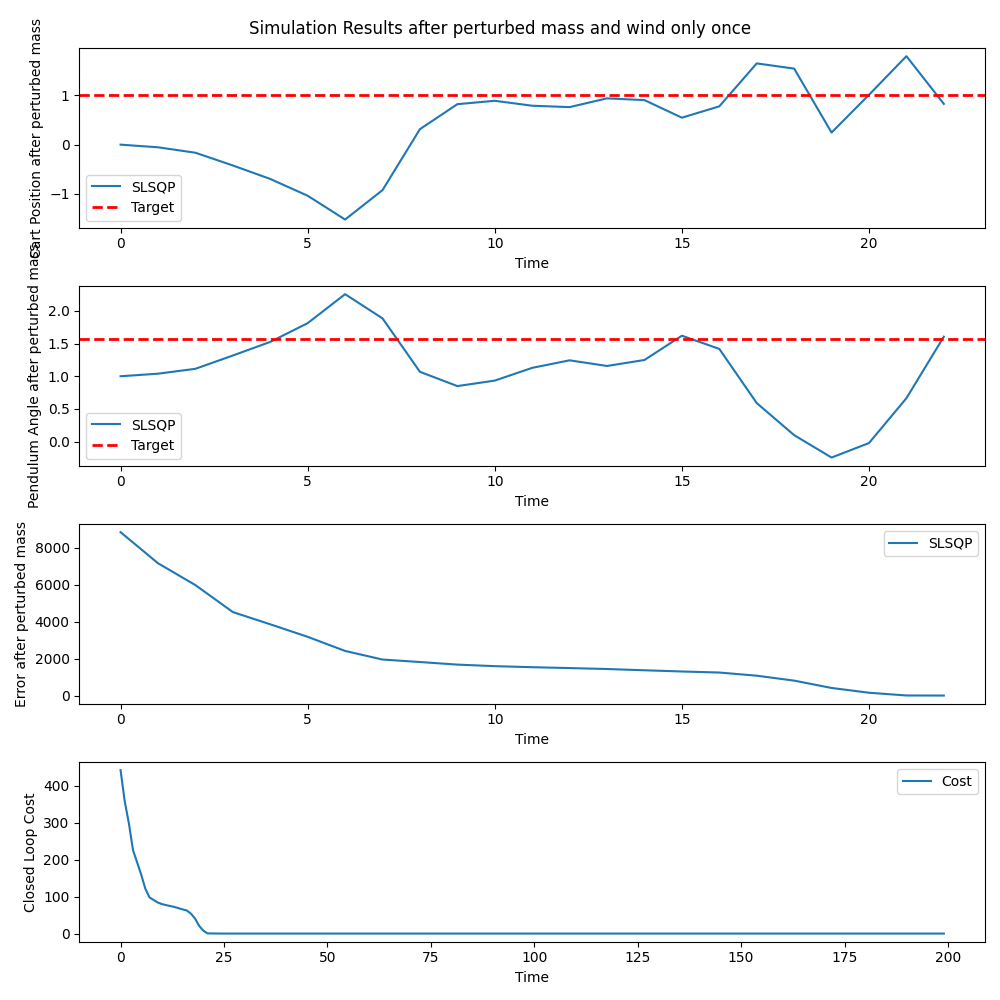 Simulation Results after perturbed mass and wind only once
Cart Position after perturbed mass
1
0
−1
SLSQP
Target
0
5
10
15
20
Time
Pendulum Angle after perturbed mass
2.0
1.5
1.0
0.5
0.0
SLSQP
Target
0
5
10
15
20
Time
Error after perturbed mass
8000
6000
4000
2000
0
SLSQP
0
5
10
15
20
Time
Closed Loop Cost
400
300
200
100
0
Cost
0
25
50
75
100
125
150
175
200
Time